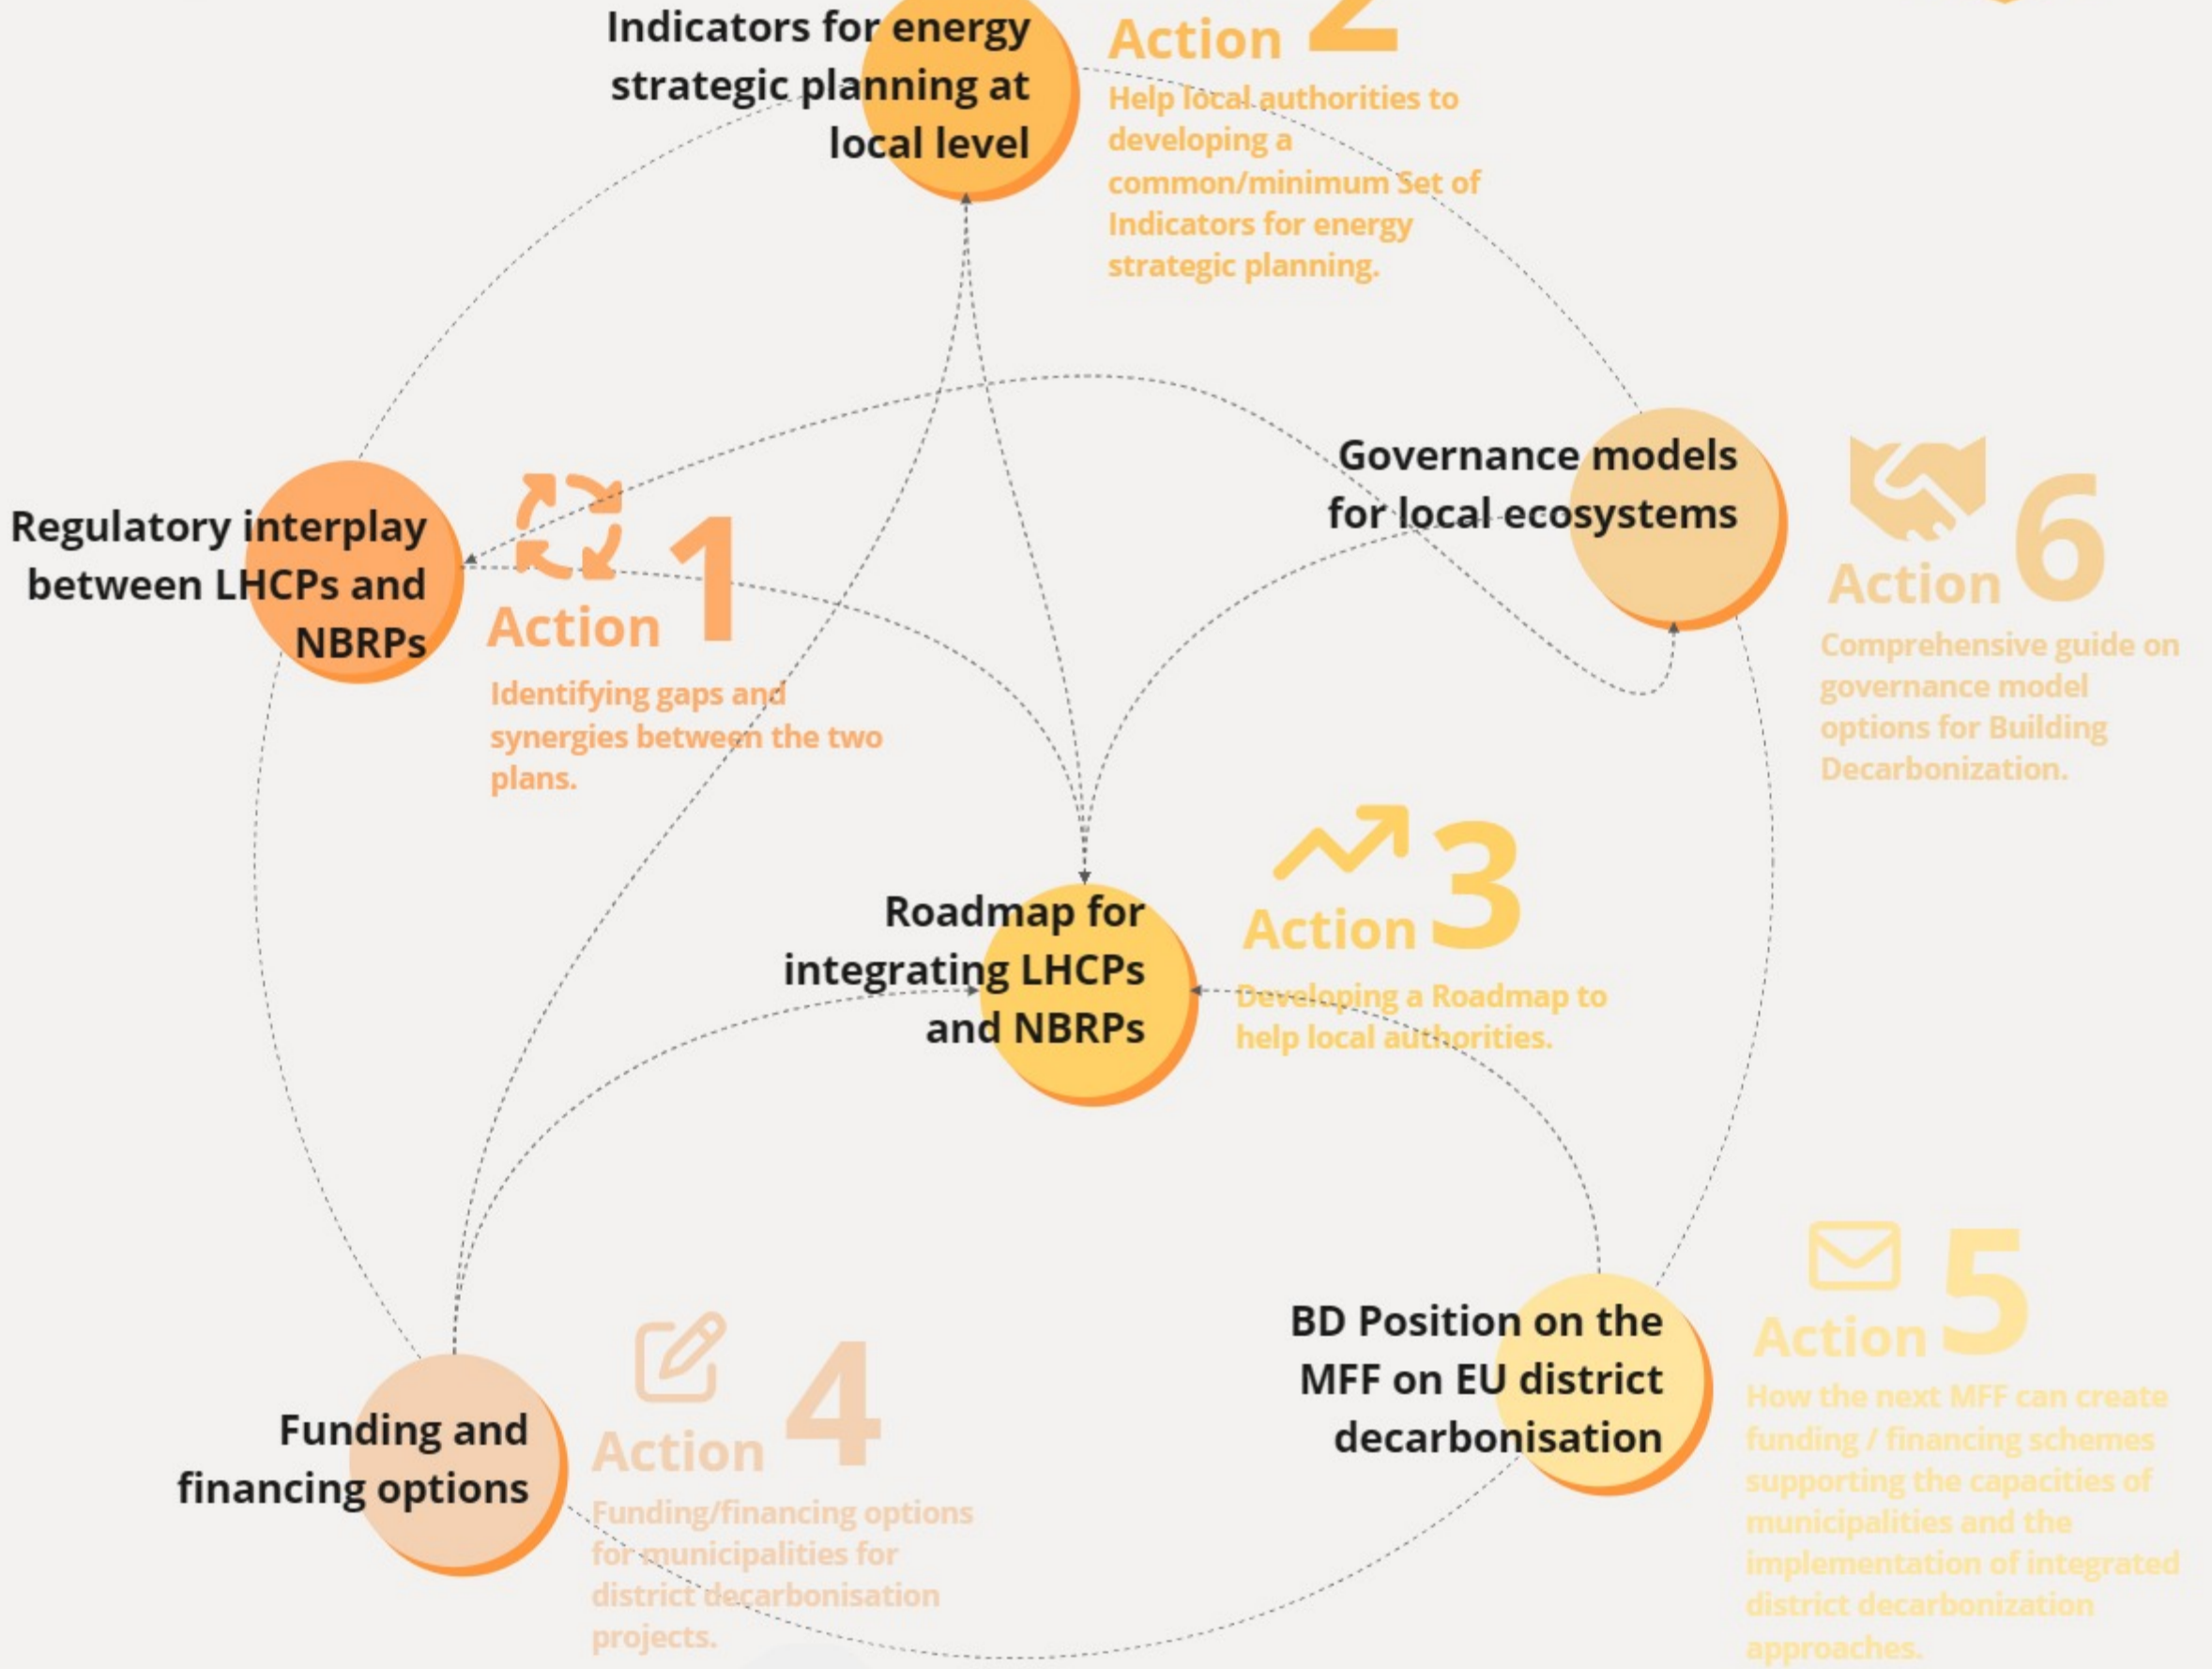 Indicators for energy
strategic planning at
local level
Action 2
Help local authorities to
developing a
common/minimum Set of
Indicators for energy
strategic planning.
Regulatory interplay
between LHCPs and
NBRPs
Action 1
Identifying gaps and
synergies between the two
plans.
Governance models
for local ecosystems
Action 6
Comprehensive guide on
governance model
options for Building
Decarbonization.
Roadmap for
integrating LHCPs
and NBRPs
Action 3
Developing a Roadmap to
help local authorities.
Funding and
financing options
Action 4
Funding/financing options
for municipalities for
district decarbonisation
projects.
BD Position on the
MFF on EU district
decarbonisation
Action 5
How the next MFF can create
funding / financing schemes
supporting the capacities of
municipalities and the
implementation of integrated
district decarbonization
approaches.